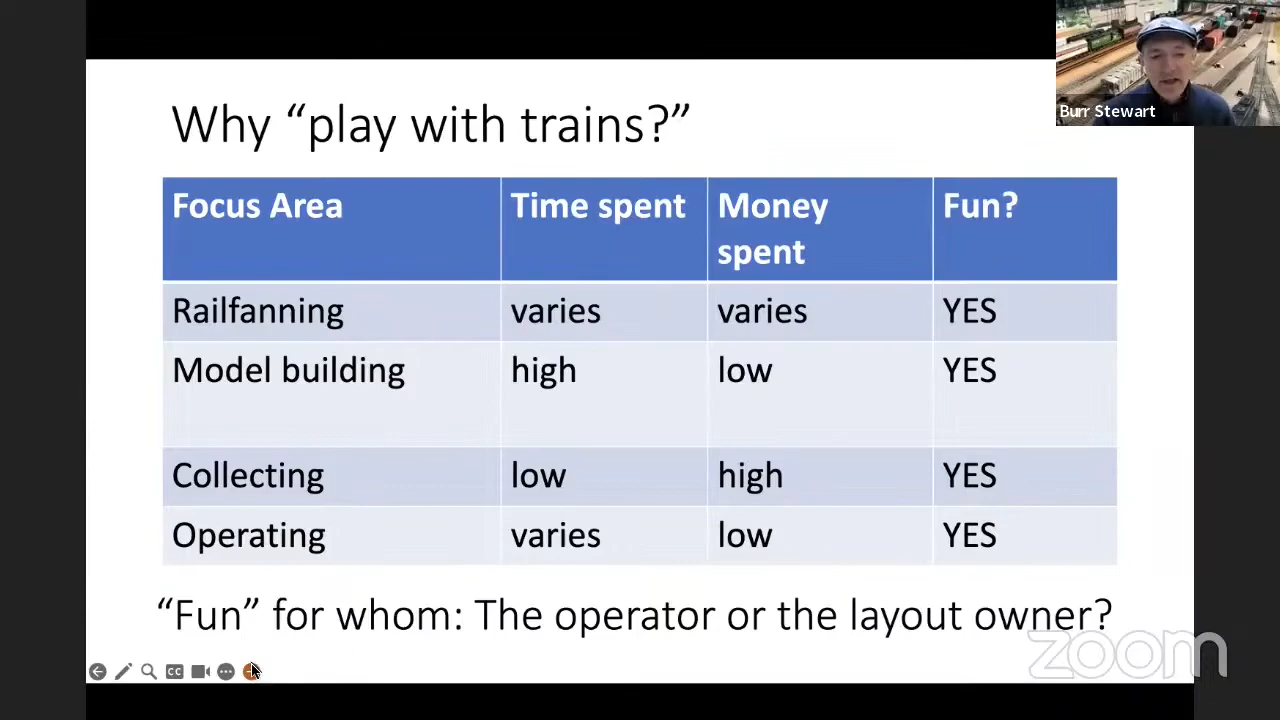 Why “play with trains?”
Burr Stewart
Focus Area Time spent Money spent Fun?
Railfanning varies varies YES
Model building high low YES
Collecting low high YES
Operating varies low YES
“Fun” for whom: The operator or the layout owner?
zoom
CC